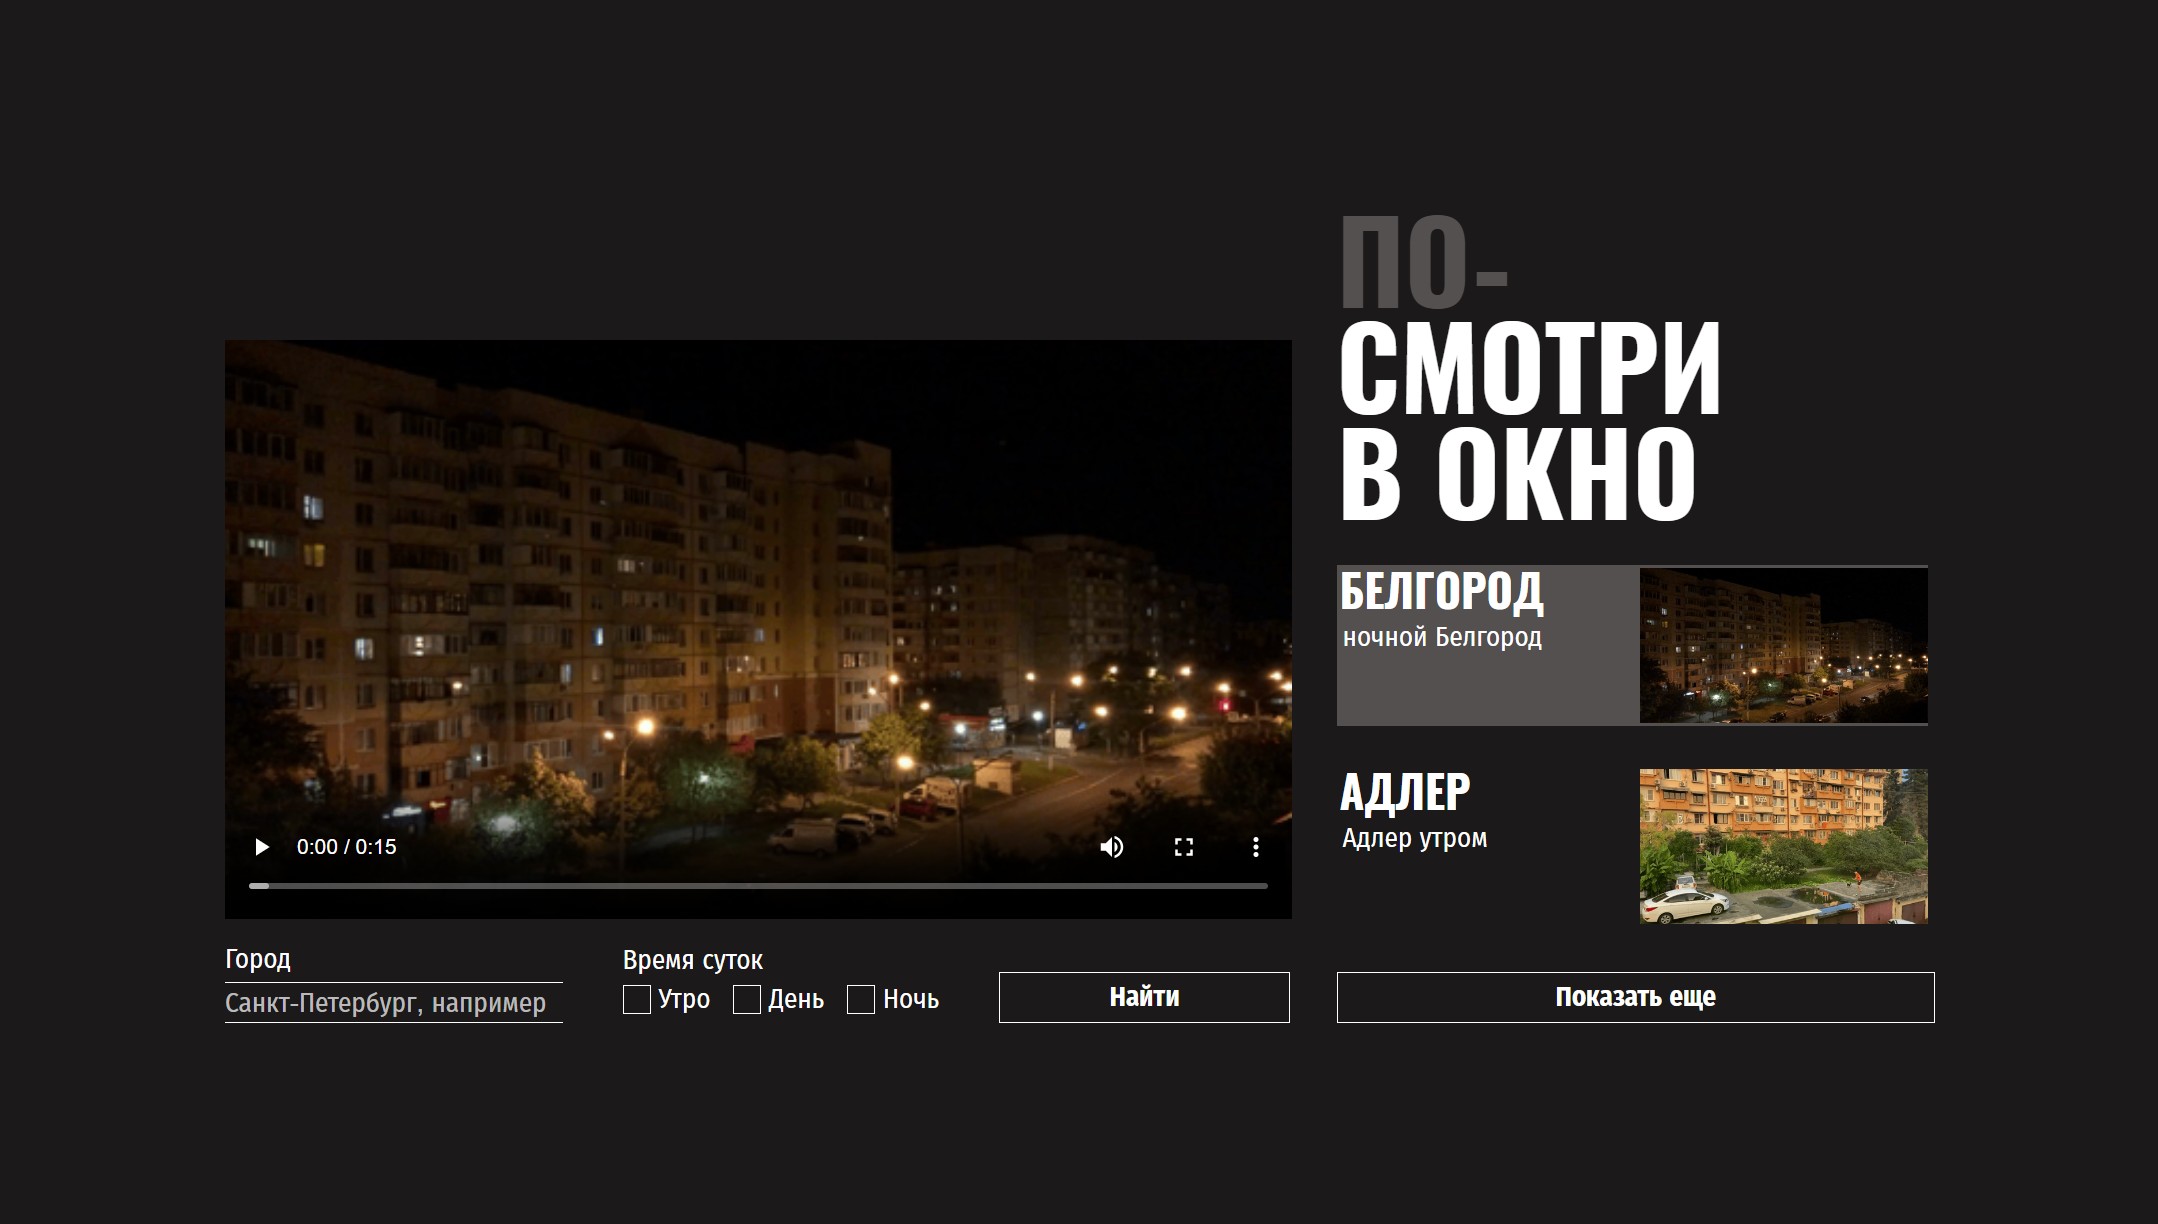 ПО-
СМОТРИ
В ОКНО
БЕЛГОРОД
ночной Белгород
АДЛЕР
Адлер утром
0:00 / 0:15
Город
Санкт-Петербург, например
Время суток
Утро День Ночь
Найти
Показать еще